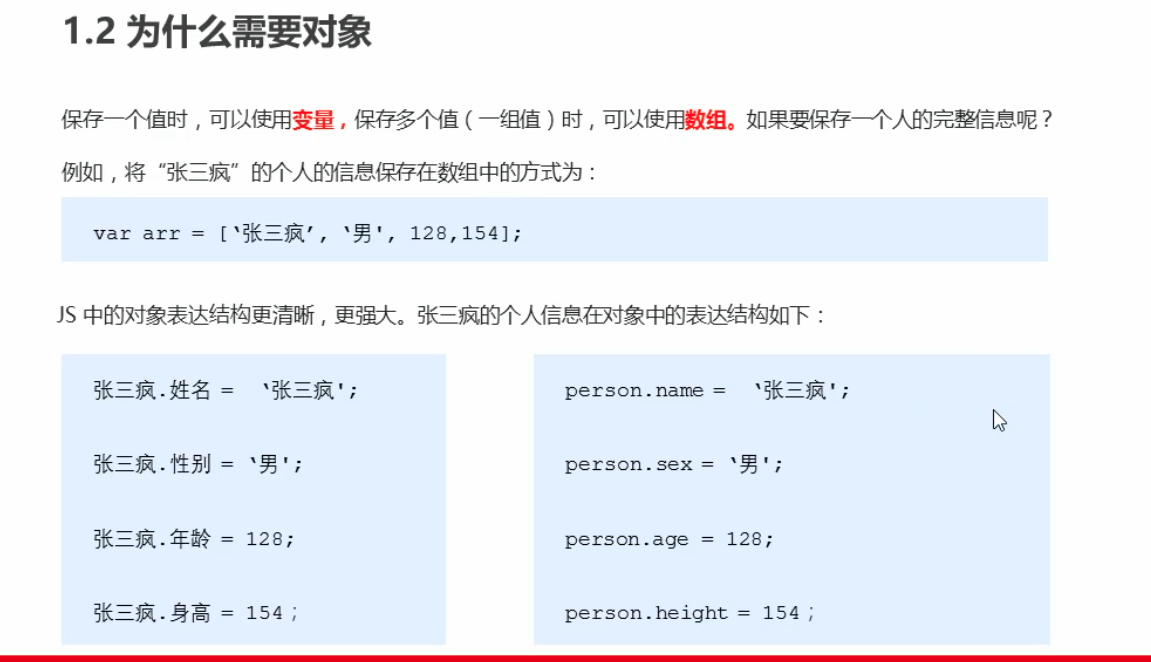 1.2 为什么需要对象
保存一个值时，可以使用变量，保存多个值（一组值）时，可以使用数组。如果要保存一个人的完整信息呢？
例如，将“张三疯”的个人的信息保存在数组中的方式为：
var arr = [‘张三疯’, ‘男', 128,154];
JS 中的对象表达结构更清晰，更强大。张三疯的个人信息在对象中的表达结构如下：
张三疯.姓名 = ‘张三疯';
张三疯.性别 = ‘男';
张三疯.年龄 = 128;
张三疯.身高 = 154；
person.name = ‘张三疯';
person.sex = ‘男';
person.age = 128;
person.height = 154；